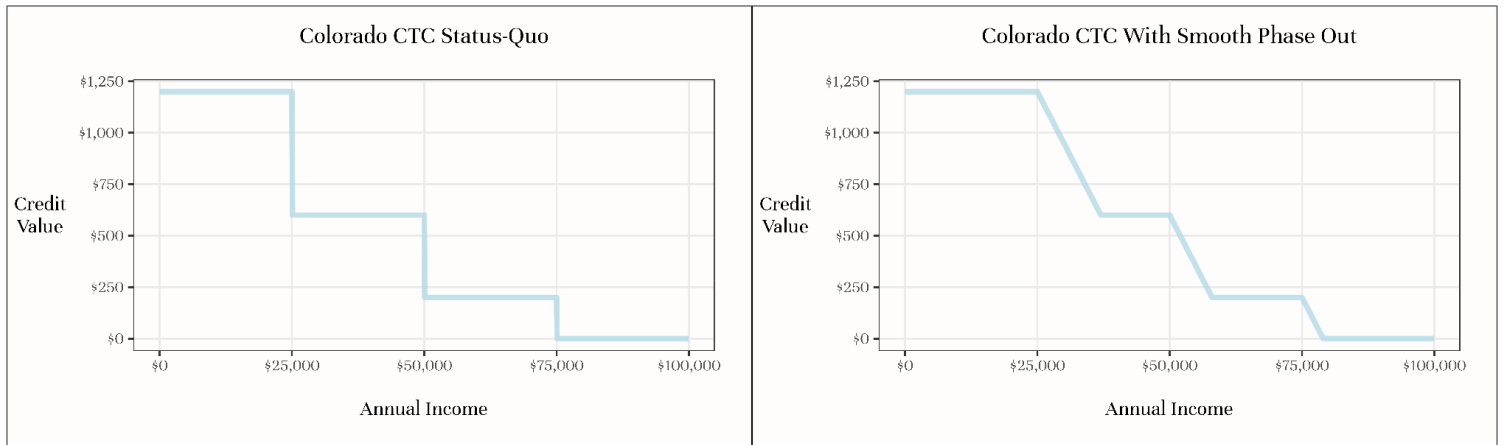 Colorado CTC Status-Quo
$1,250
$1,000
$750
$500
$250
$0
Credit
Value
$0 $25,000 $50,000 $75,000 $100,000
Annual Income
Colorado CTC With Smooth Phase Out
$1,250
$1,000
$750
$500
$250
$0
Credit
Value
$0 $25,000 $50,000 $75,000 $100,000
Annual Income